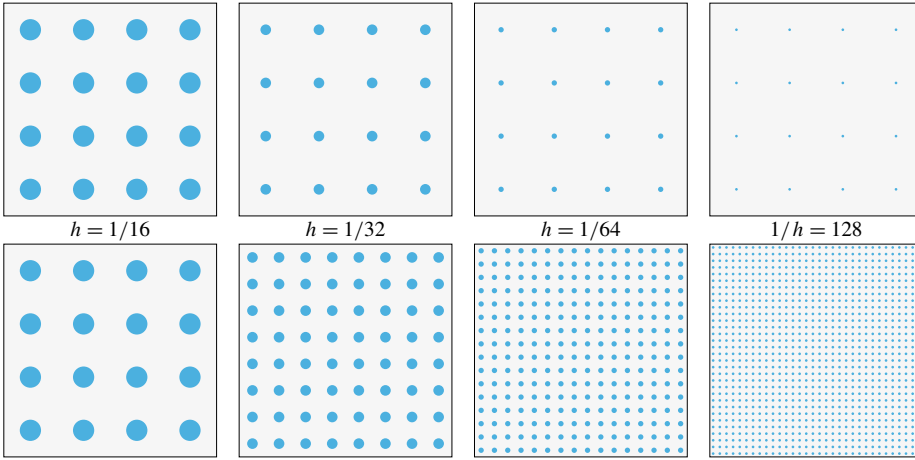 h = 1/16 h = 1/32 h = 1/64 1/h = 128